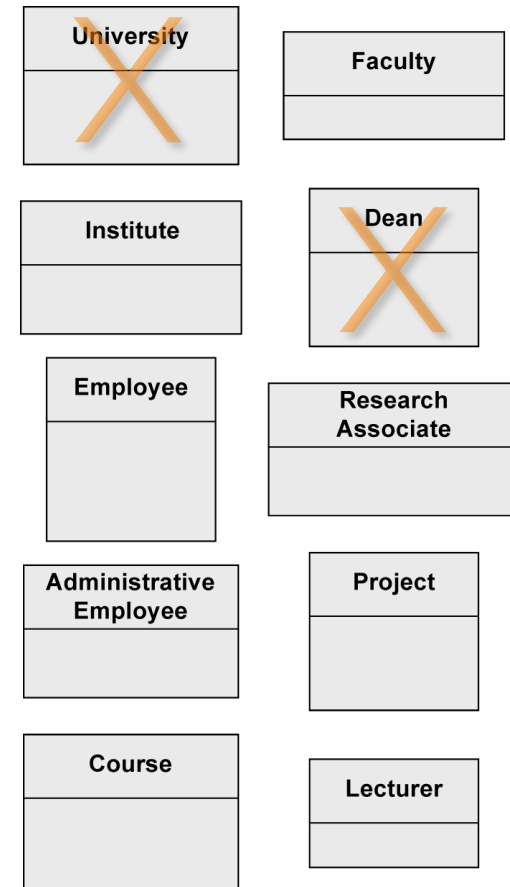 University
Faculty
Institute
Dean
Employee
Research
Associate
Administrative
Employee
Project
Course
Lecturer